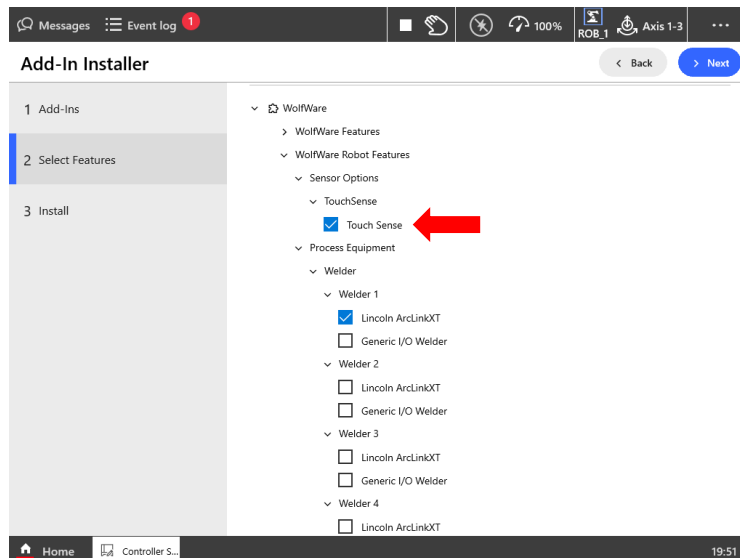 Messages Event log 1 100% ROB_1 Axis 1-3 ...
Add-In Installer < Back > Next
1 Add-Ins
2 Select Features
3 Install
WolfWare
WolfWare Features
WolfWare Robot Features
Sensor Options
TouchSense
Touch Sense
Process Equipment
Welder
Welder 1
Lincoln ArcLinkXT
Generic I/O Welder
Welder 2
Lincoln ArcLinkXT
Generic I/O Welder
Welder 3
Lincoln ArcLinkXT
Generic I/O Welder
Welder 4
Lincoln ArcLinkXT
Home Controller S... 19:51